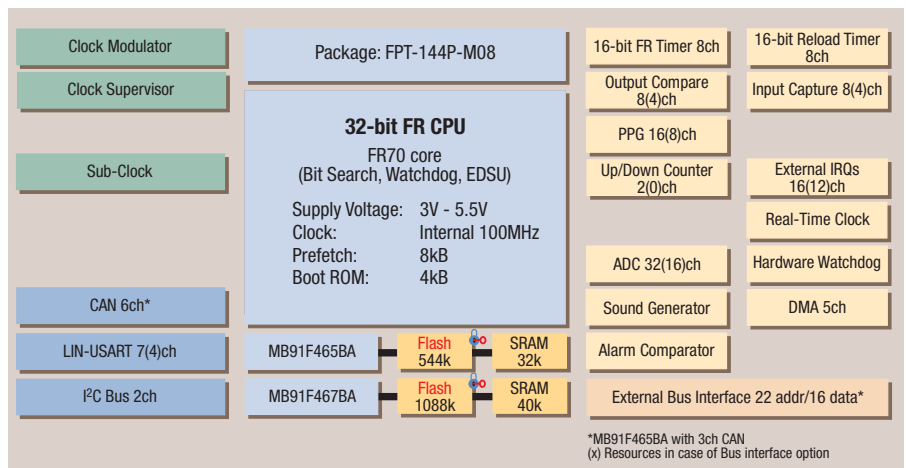 Clock Modulator
Clock Supervisor
Sub-Clock
CAN 6ch*
LIN-USART 7(4)ch
I²C Bus 2ch
Package: FPT-144P-M08
32-bit FR CPU
FR70 core
(Bit Search, Watchdog, EDSU)
Supply Voltage: 3V - 5.5V
Clock: Internal 100MHz
Prefetch: 8kB
Boot ROM: 4kB
MB91F465BA
Flash
544k
SRAM
32k
MB91F467BA
Flash
1088k
SRAM
40k
16-bit FR Timer 8ch
16-bit Reload Timer
8ch
Output Compare
8(4)ch
Input Capture 8(4)ch
PPG 16(8)ch
Up/Down Counter
2(0)ch
External IRQs
16(12)ch
Real-Time Clock
ADC 32(16)ch
Hardware Watchdog
Sound Generator
DMA 5ch
Alarm Comparator
External Bus Interface 22 addr/16 data*
*MB91F465BA with 3ch CAN
(x) Resources in case of Bus interface option